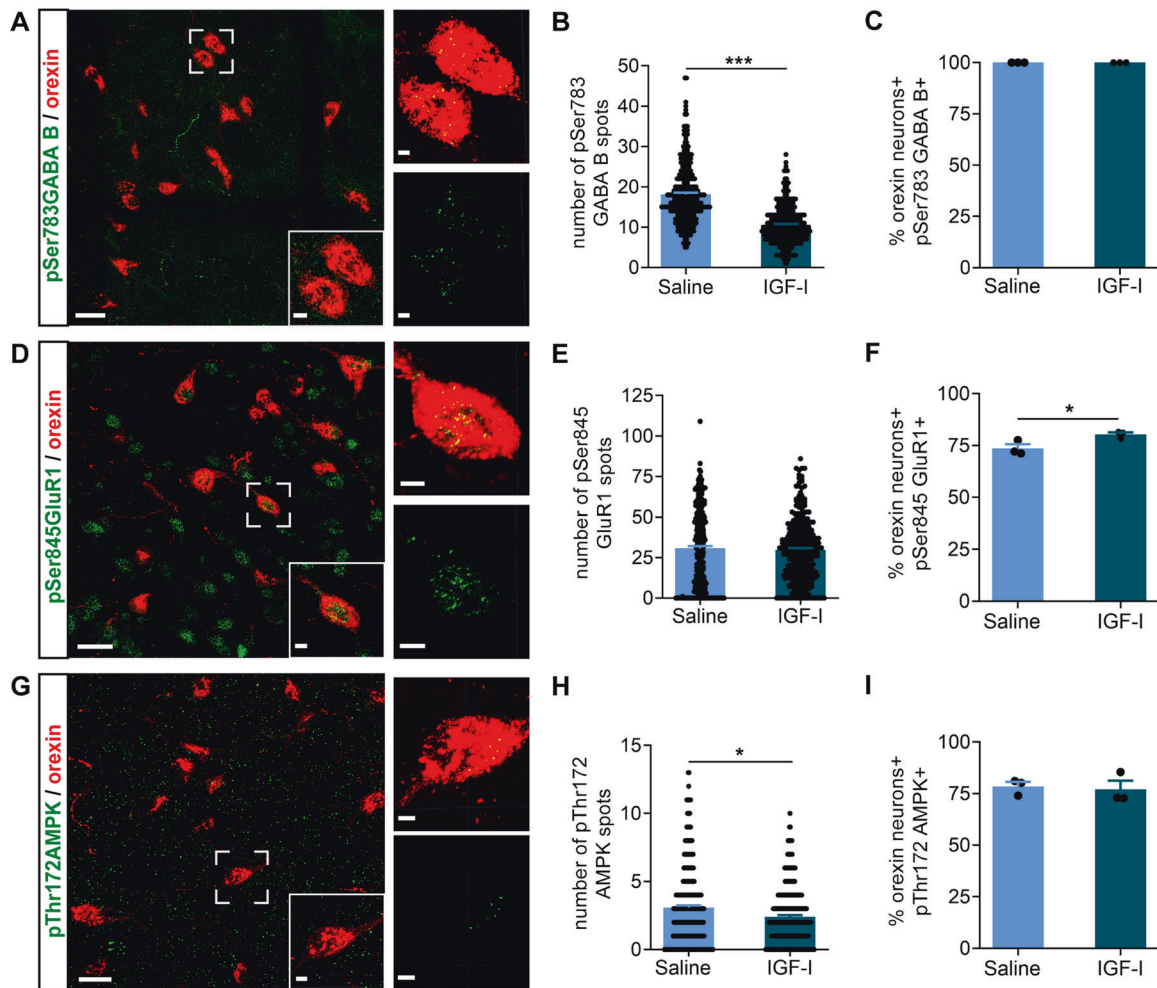 A
pSer783GABA B / orexin
B
number of pSer783
GABA B spots
50
40
30
20
10
0
***
Saline
IGF-I
C
% orexin neurons+
pSer783 GABA B+
100
75
50
25
0
Saline
IGF-I
D
pSer845GluR1 / orexin
E
number of pSer845
GluR1 spots
125
100
75
50
25
0
Saline
IGF-I
F
% orexin neurons+
pSer845 GluR1+
100
75
50
25
0
*
Saline
IGF-I
G
pThr172AMPK / orexin
H
number of pThr172
AMPK spots
15
10
5
0
*
Saline
IGF-I
I
% orexin neurons+
pThr172 AMPK+
100
75
50
25
0
Saline
IGF-I